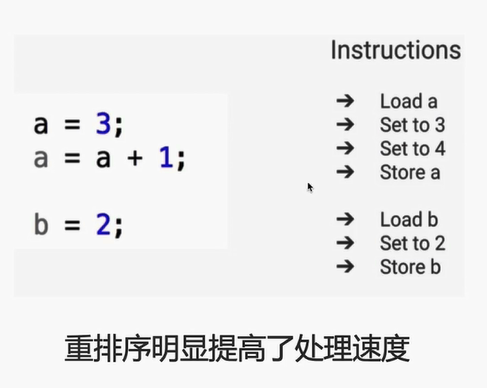 a = 3;
a = a + 1;
b = 2;
Instructions
→ Load a
→ Set to 3
→ Set to 4
→ Store a
→ Load b
→ Set to 2
→ Store b
重排序明显提高了处理速度